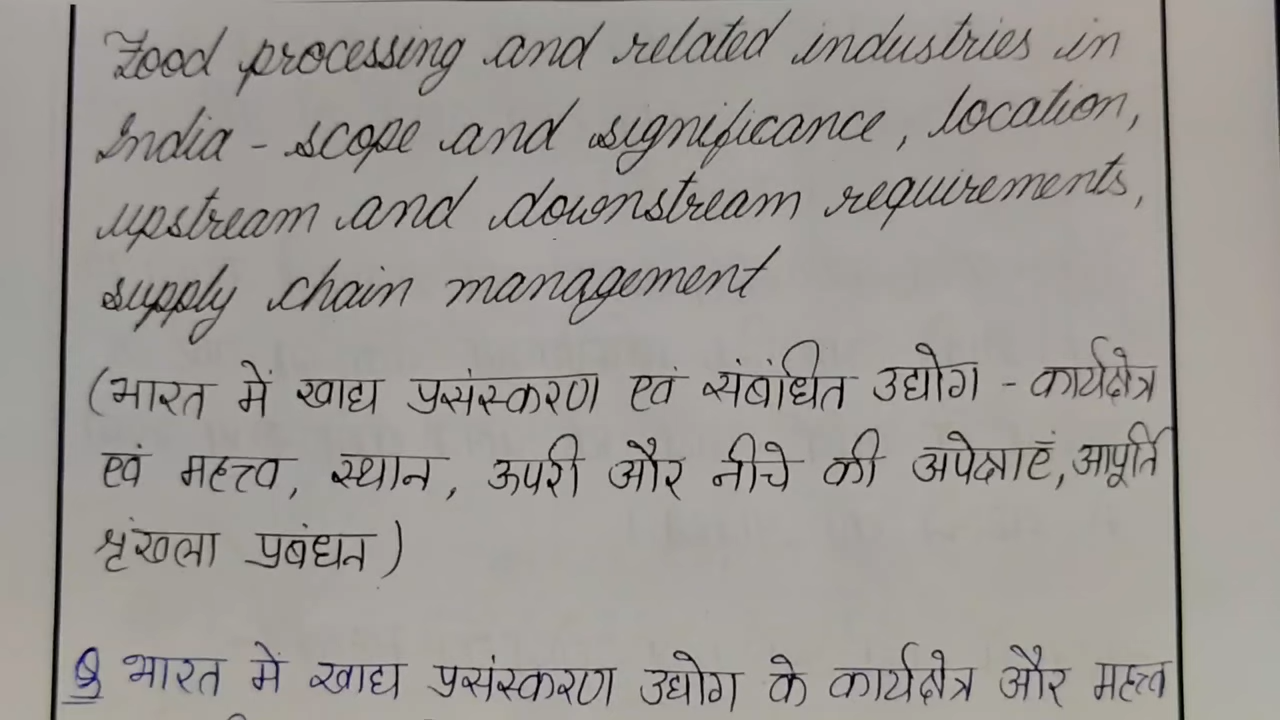 Food processing and related industries in
India - scope and significance, location,
upstream and downstream requirements,
supply chain management
(भारत में खाद्य प्रसंस्करण एवं संबंधित उद्योग - कार्यक्षेत्र
एवं महत्त्व, स्थान, ऊपरी और नीचे की अपेक्षाएं, आपूर्ति
श्रृंखला प्रबंधन)
Q भारत में खाद्य प्रसंस्करण उद्योग के कार्यक्षेत्र और महत्त्व